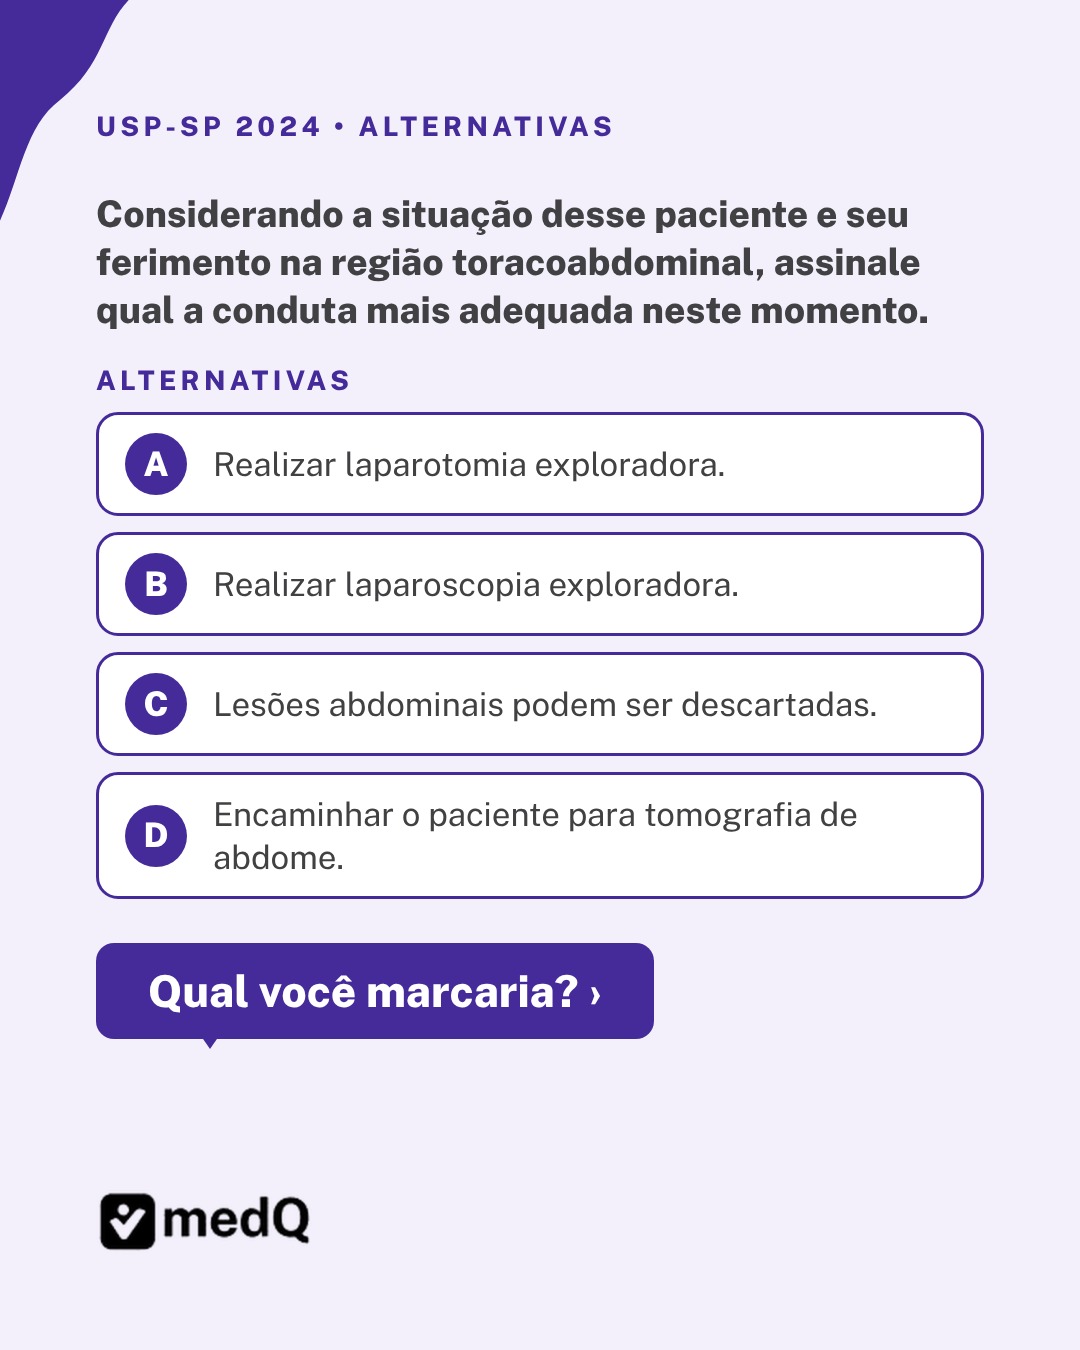 USP-SP 2024 • ALTERNATIVAS
Considerando a situação desse paciente e seu
ferimento na região toracoabdominal, assinale
qual a conduta mais adequada neste momento.
ALTERNATIVAS
A Realizar laparotomia exploradora.
B Realizar laparoscopia exploradora.
C Lesões abdominais podem ser descartadas.
D Encaminhar o paciente para tomografia de
abdome.
Qual você marcaria? ›
medQ